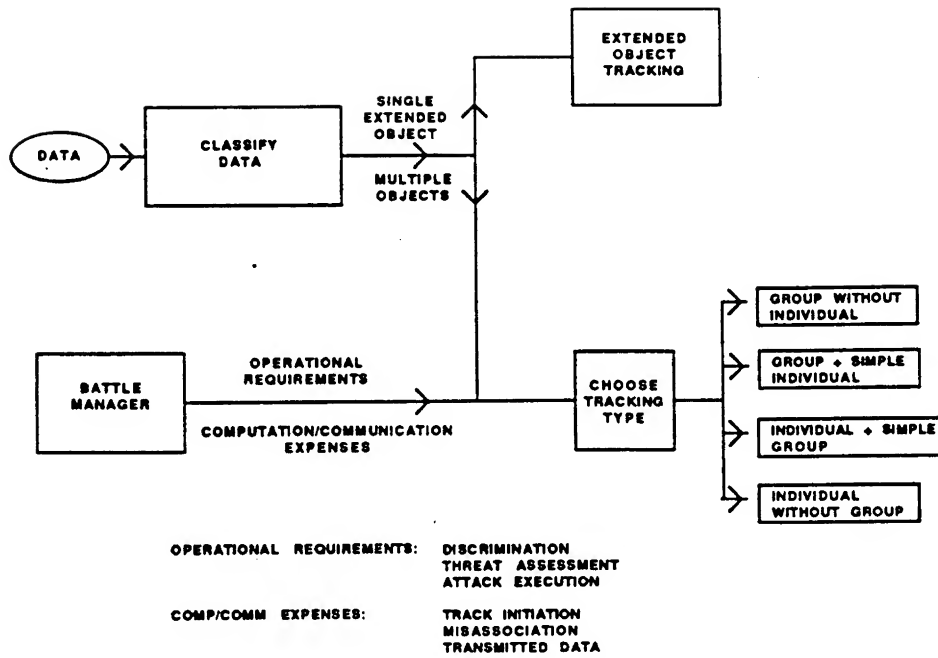 EXTENDED
OBJECT
TRACKING
SINGLE
EXTENDED
OBJECT
DATA
CLASSIFY
DATA
MULTIPLE
OBJECTS
GROUP WITHOUT
INDIVIDUAL
BATTLE
MANAGER
OPERATIONAL
REQUIREMENTS
COMPUTATION/COMMUNICATION
EXPENSES
CHOOSE
TRACKING
TYPE
GROUP + SIMPLE
INDIVIDUAL
INDIVIDUAL + SIMPLE
GROUP
INDIVIDUAL
WITHOUT GROUP
OPERATIONAL REQUIREMENTS: DISCRIMINATION
THREAT ASSESSMENT
ATTACK EXECUTION
COMP/COMM EXPENSES: TRACK INITIATION
MISASSOCIATION
TRANSMITTED DATA